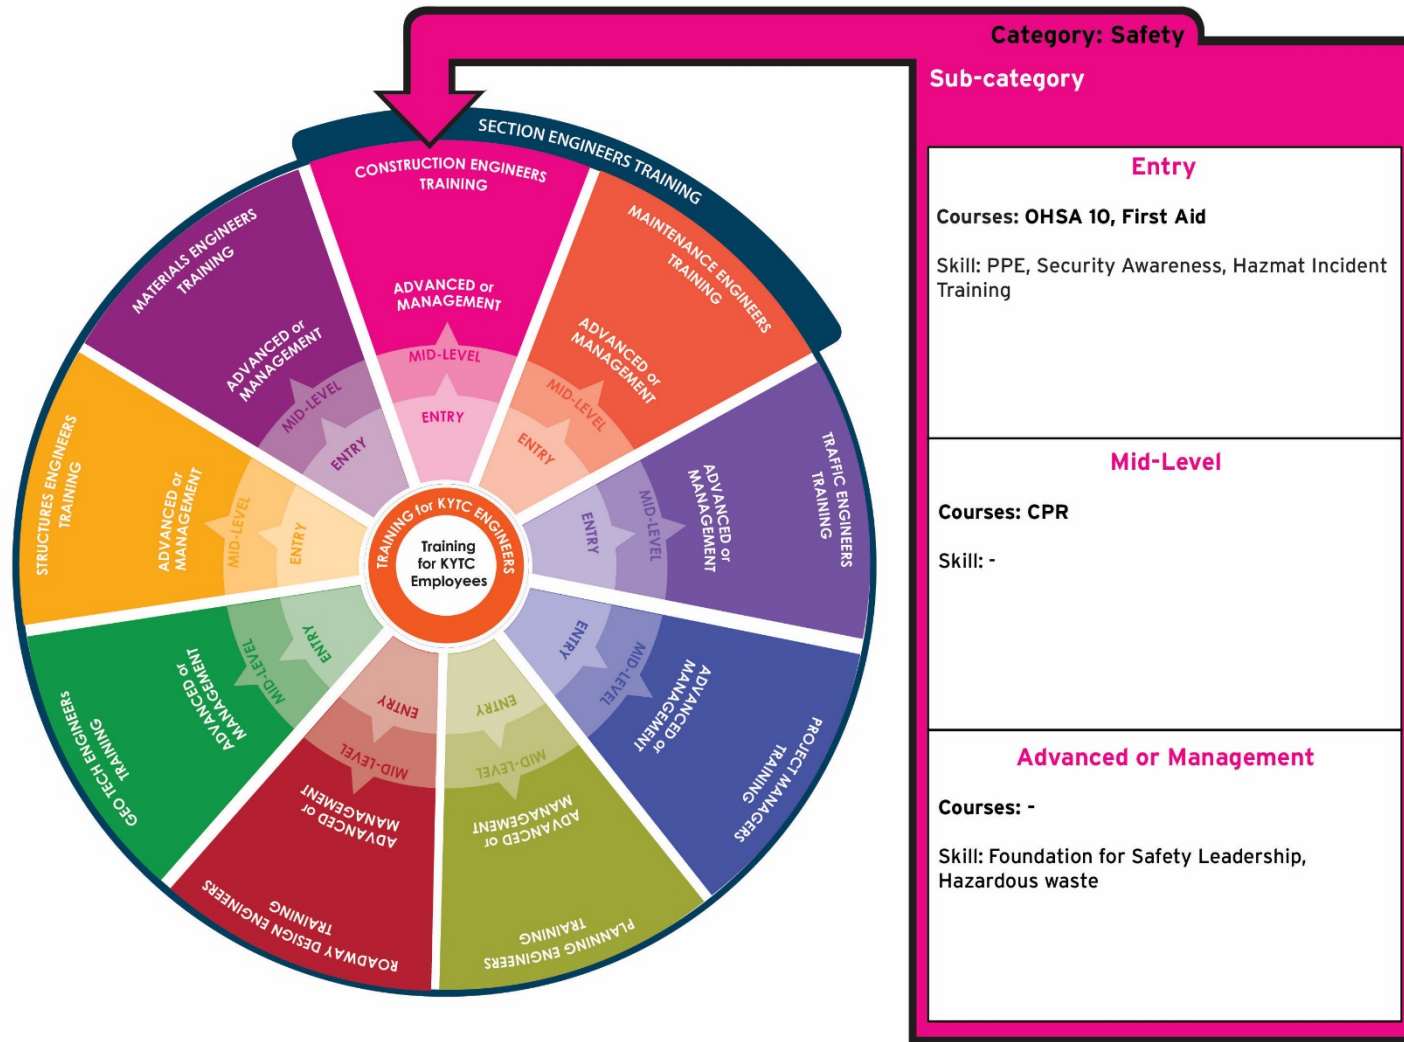 Category: Safety
Sub-category
Entry
Courses: OHSA 10, First Aid
Skill: PPE, Security Awareness, Hazmat Incident
Training
Mid-Level
Courses: CPR
Skill: -
Advanced or Management
Courses: -
Skill: Foundation for Safety Leadership,
Hazardous waste
SECTION ENGINEERS TRAINING
CONSTRUCTION ENGINEERS
TRAINING
ADVANCED or
MANAGEMENT
MID-LEVEL
ENTRY
MAINTENANCE ENGINEERS
TRAINING
ADVANCED or
MANAGEMENT
MID-LEVEL
ENTRY
TRAFFIC ENGINEERS
TRAINING
ADVANCED or
MANAGEMENT
MID-LEVEL
ENTRY
PROJECT MANAGERS
TRAINING
ADVANCED or
MANAGEMENT
MID-LEVEL
ENTRY
PLANNING ENGINEERS
TRAINING
ADVANCED or
MANAGEMENT
MID-LEVEL
ENTRY
ROADWAY DESIGN ENGINEERS
TRAINING
ADVANCED or
MANAGEMENT
MID-LEVEL
ENTRY
GEO TECH ENGINEERS
TRAINING
ADVANCED or
MANAGEMENT
MID-LEVEL
ENTRY
STRUCTURES ENGINEERS
TRAINING
ADVANCED or
MANAGEMENT
MID-LEVEL
ENTRY
MATERIALS ENGINEERS
TRAINING
ADVANCED or
MANAGEMENT
MID-LEVEL
ENTRY
TRAINING for KYTC ENGINEERS
Training
for KYTC
Employees